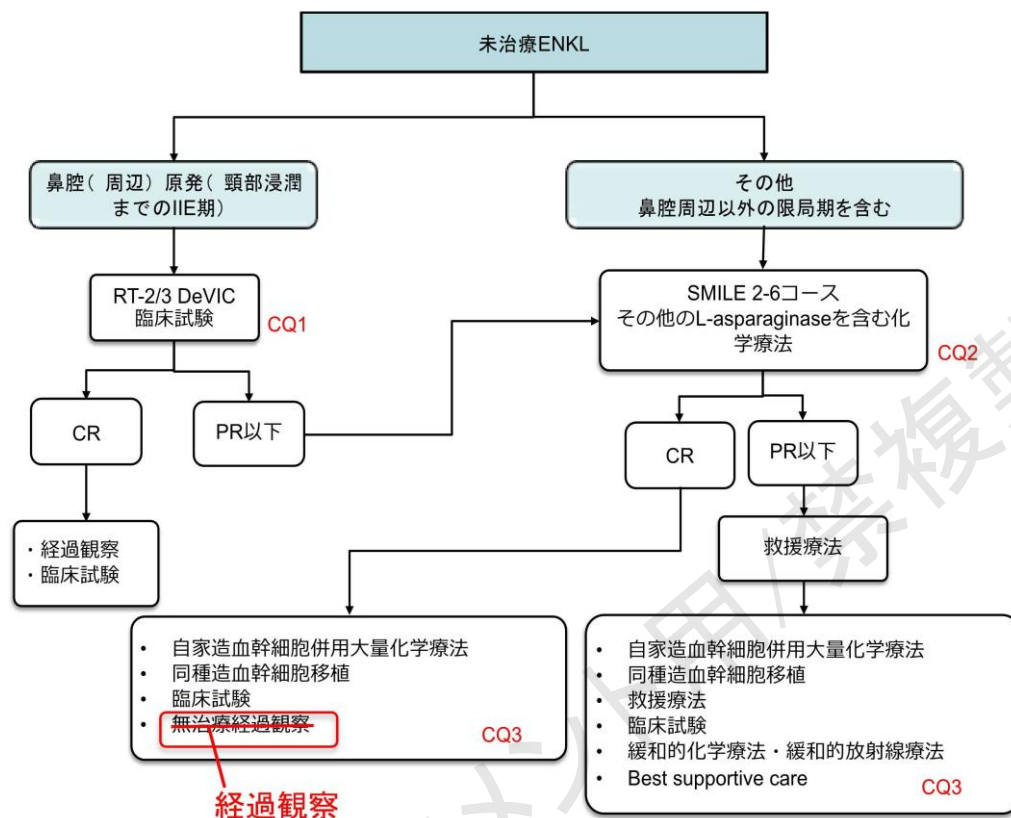 未治療ENKL
鼻腔( 周辺) 原発( 頸部浸潤
までのIIE期)
その他
鼻腔周辺以外の限局期を含む
RT-2/3 DeVIC
臨床試験
CQ1
SMILE 2-6コース
その他のL-asparaginaseを含む化
学療法
CQ2
CR
PR以下
CR
PR以下
・経過観察
・臨床試験
救援療法
• 自家造血幹細胞併用大量化学療法
• 同種造血幹細胞移植
• 臨床試験
• 無治療経過観察
CQ3
経過観察
• 自家造血幹細胞併用大量化学療法
• 同種造血幹細胞移植
• 救援療法
• 臨床試験
• 緩和的化学療法・緩和的放射線療法
• Best supportive care
CQ3
メント用/禁複製